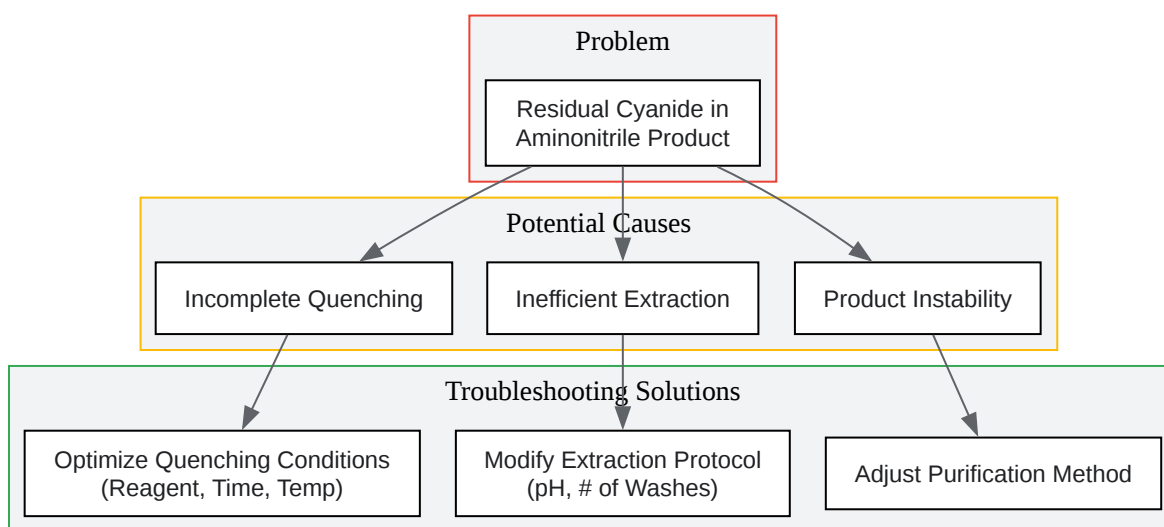 Problem
Residual Cyanide in
Aminonitrile Product
Potential Causes
Incomplete Quenching
Inefficient Extraction
Product Instability
Troubleshooting Solutions
Optimize Quenching Conditions
(Reagent, Time, Temp)
Modify Extraction Protocol
(pH, # of Washes)
Adjust Purification Method